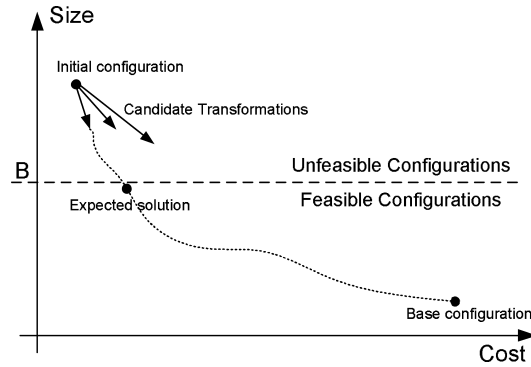 Size
Initial configuration
Candidate Transformations
B
Unfeasible Configurations
Feasible Configurations
Expected solution
Base configuration
Cost